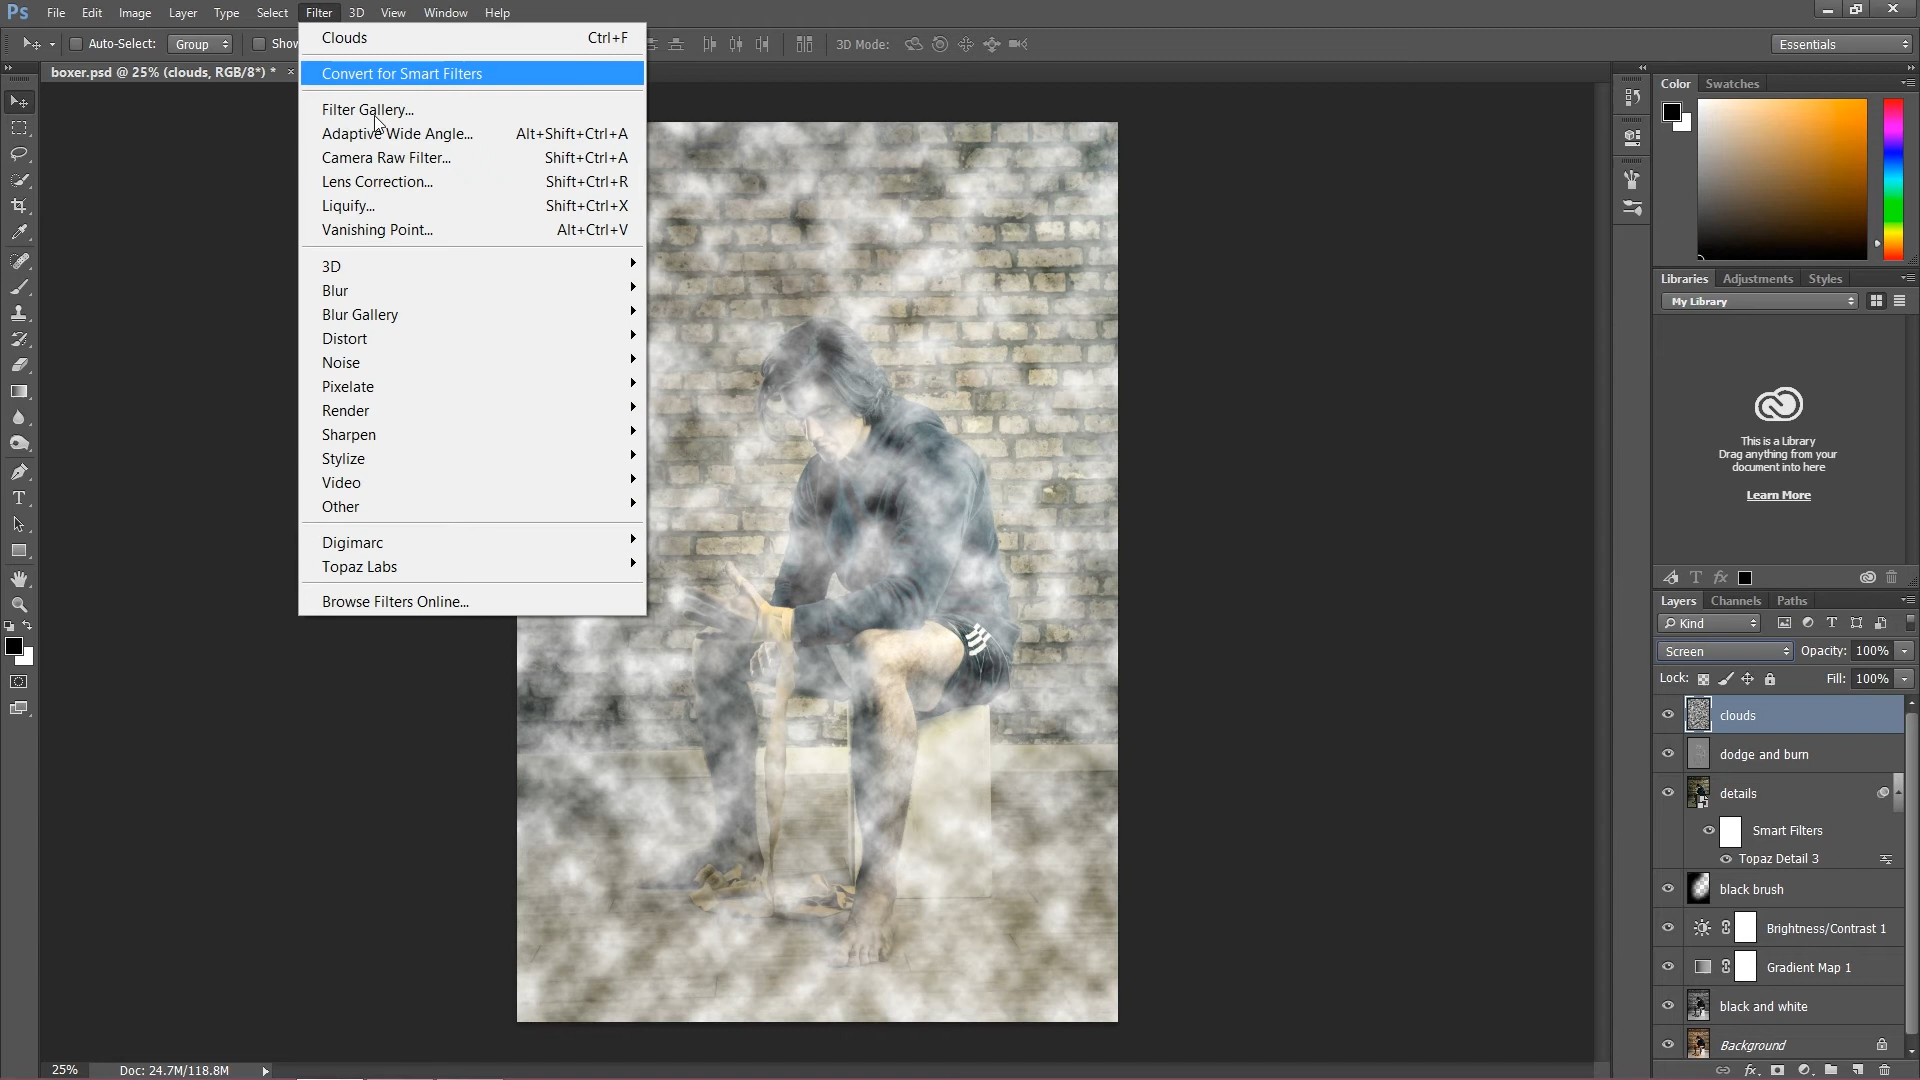 Ps File Edit Image Layer Type Select Filter 3D View Window Help
Auto-Select: Group Show 3D Mode: Essentials
boxer.psd @ 25% (clouds, RGB/8*) * ×
Clouds Ctrl+F
Convert for Smart Filters
Filter Gallery...
Adaptive Wide Angle... Alt+Shift+Ctrl+A
Camera Raw Filter... Shift+Ctrl+A
Lens Correction... Shift+Ctrl+R
Liquify... Shift+Ctrl+X
Vanishing Point... Alt+Ctrl+V
3D
Blur
Blur Gallery
Distort
Noise
Pixelate
Render
Sharpen
Stylize
Video
Other
Digimarc
Topaz Labs
Browse Filters Online...
Color Swatches
Libraries Adjustments Styles
My Library
This is a Library
Drag anything from your
document into here
Learn More
Layers Channels Paths
Kind
Screen Opacity: 100%
Lock: Fill: 100%
clouds
dodge and burn
details
Smart Filters
Topaz Detail 3
black brush
Brightness/Contrast 1
Gradient Map 1
black and white
Background
25% Doc: 24.7M/118.8M